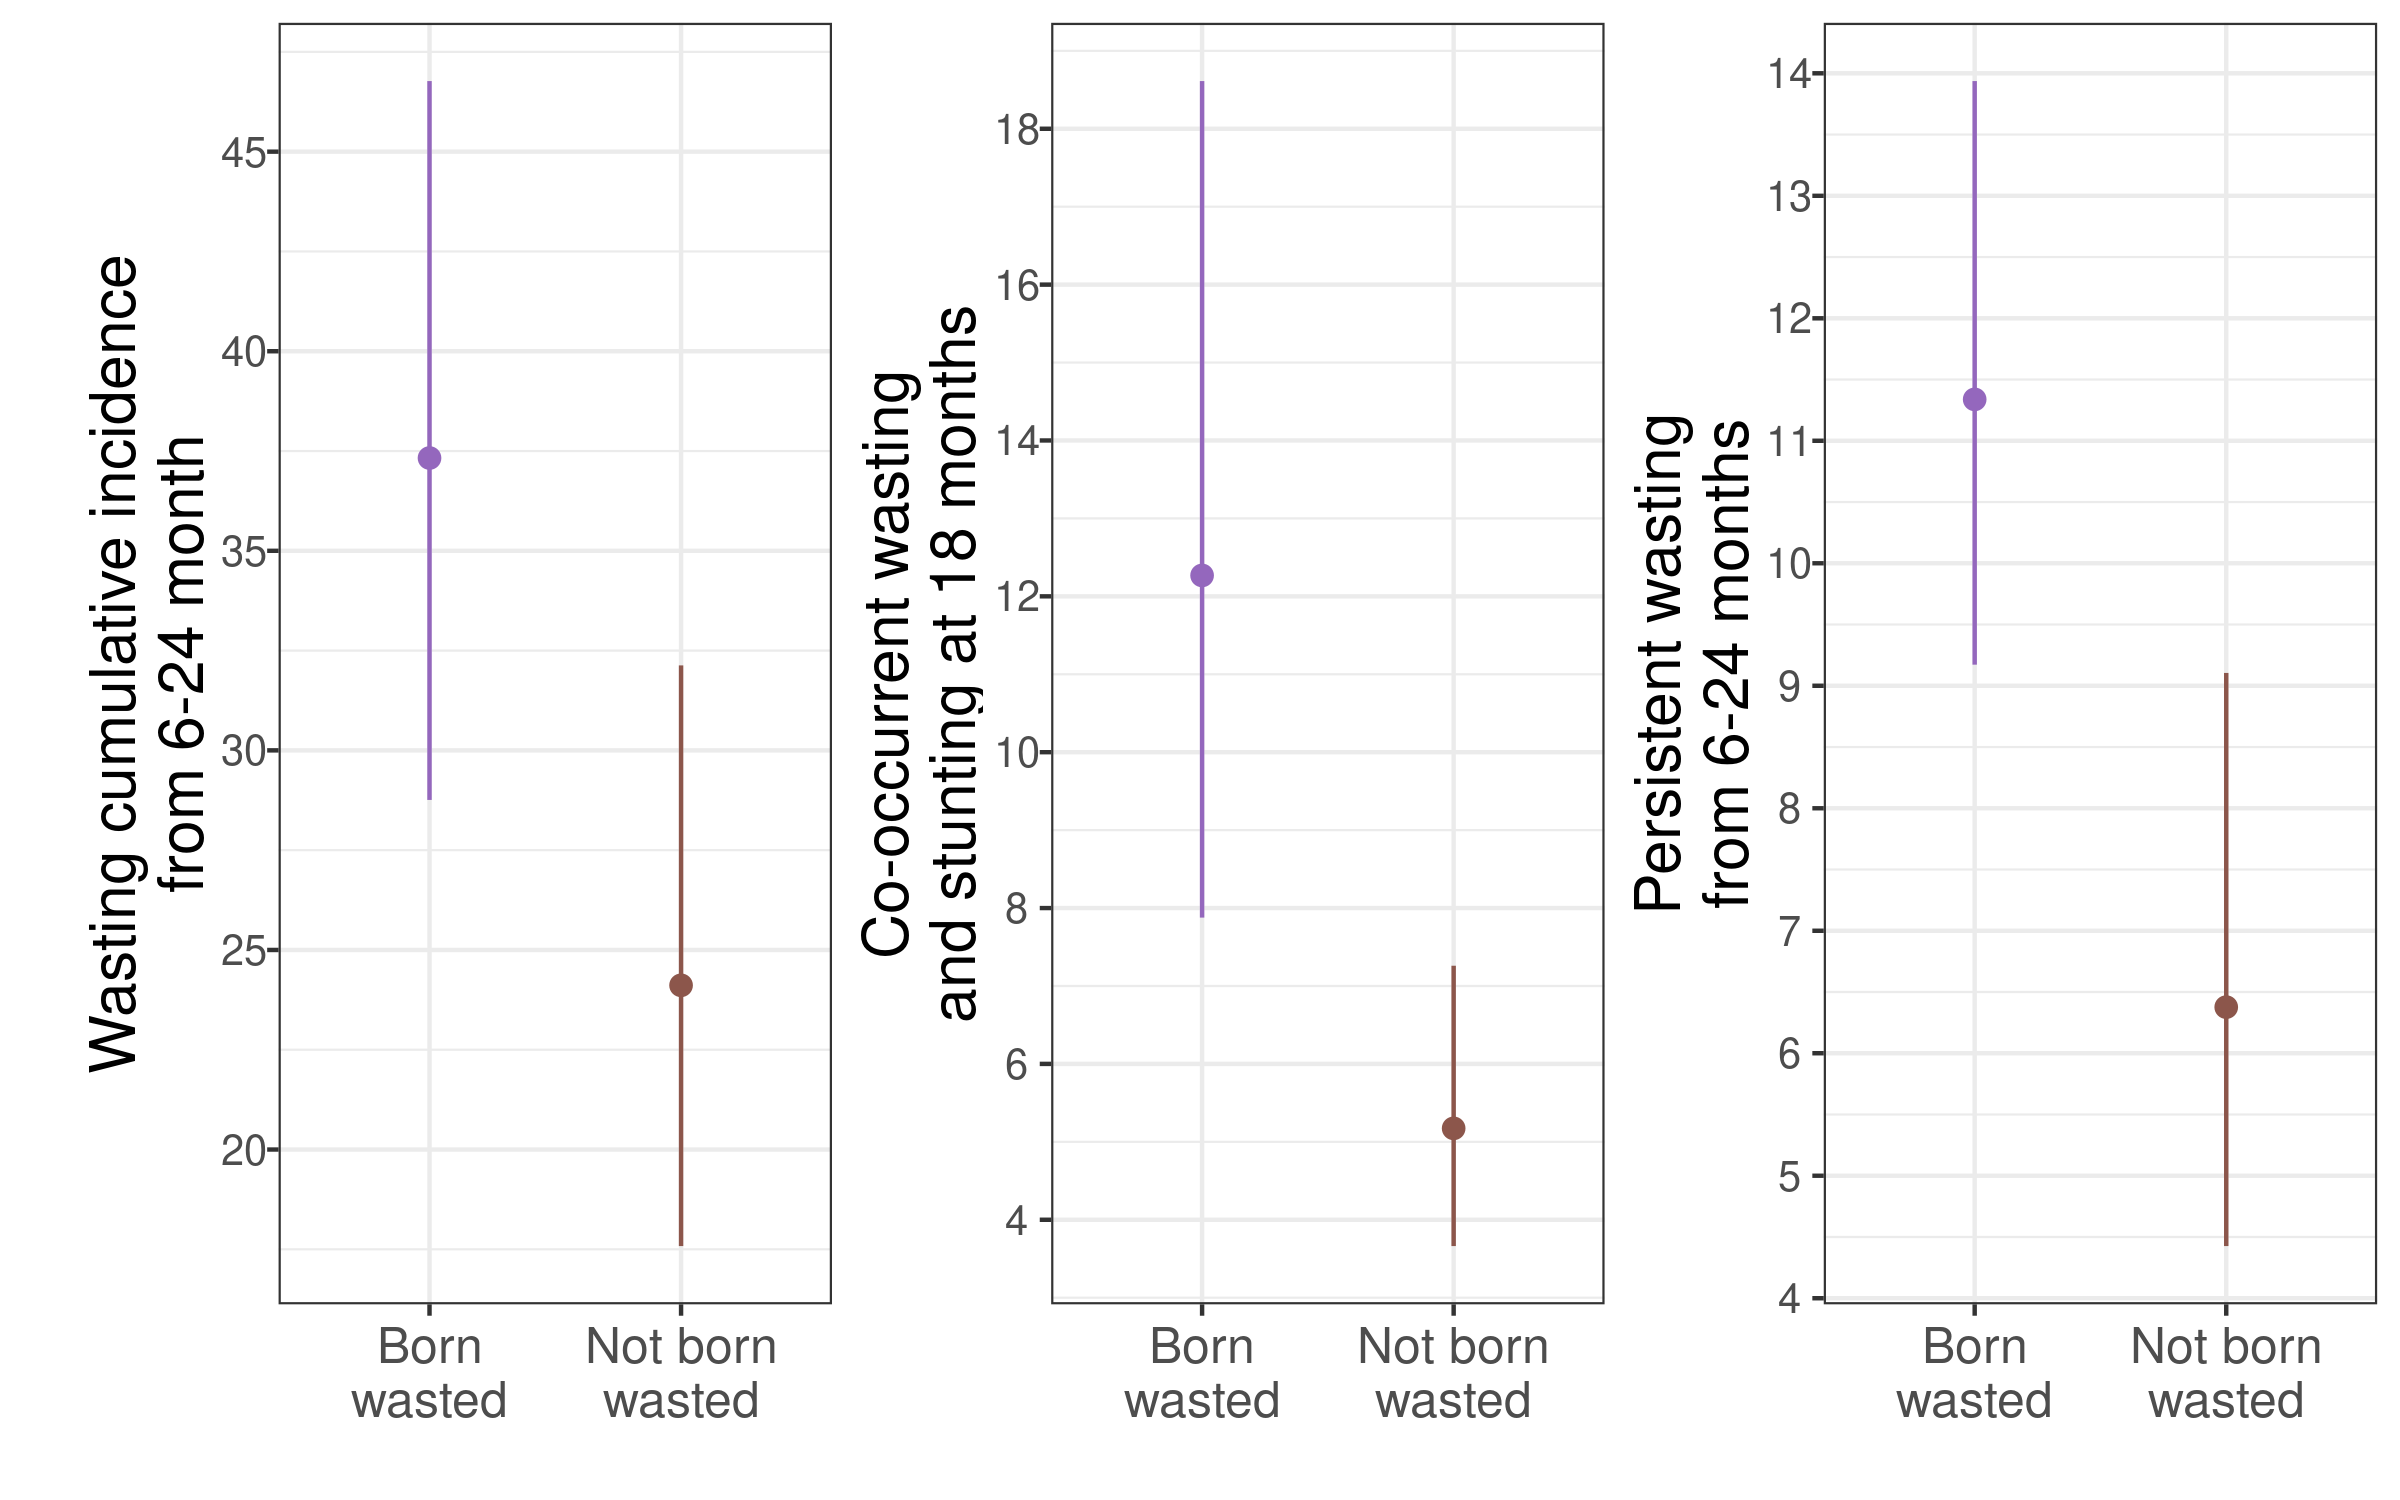 Wasting cumulative incidence
from 6-24 month
45
40
35
30
25
20
Born
wasted
Not born
wasted
Co-occurrent wasting
and stunting at 18 months
18
16
14
12
10
8
6
4
Born
wasted
Not born
wasted
Persistent wasting
from 6-24 months
14
13
12
11
10
9
8
7
6
5
4
Born
wasted
Not born
wasted